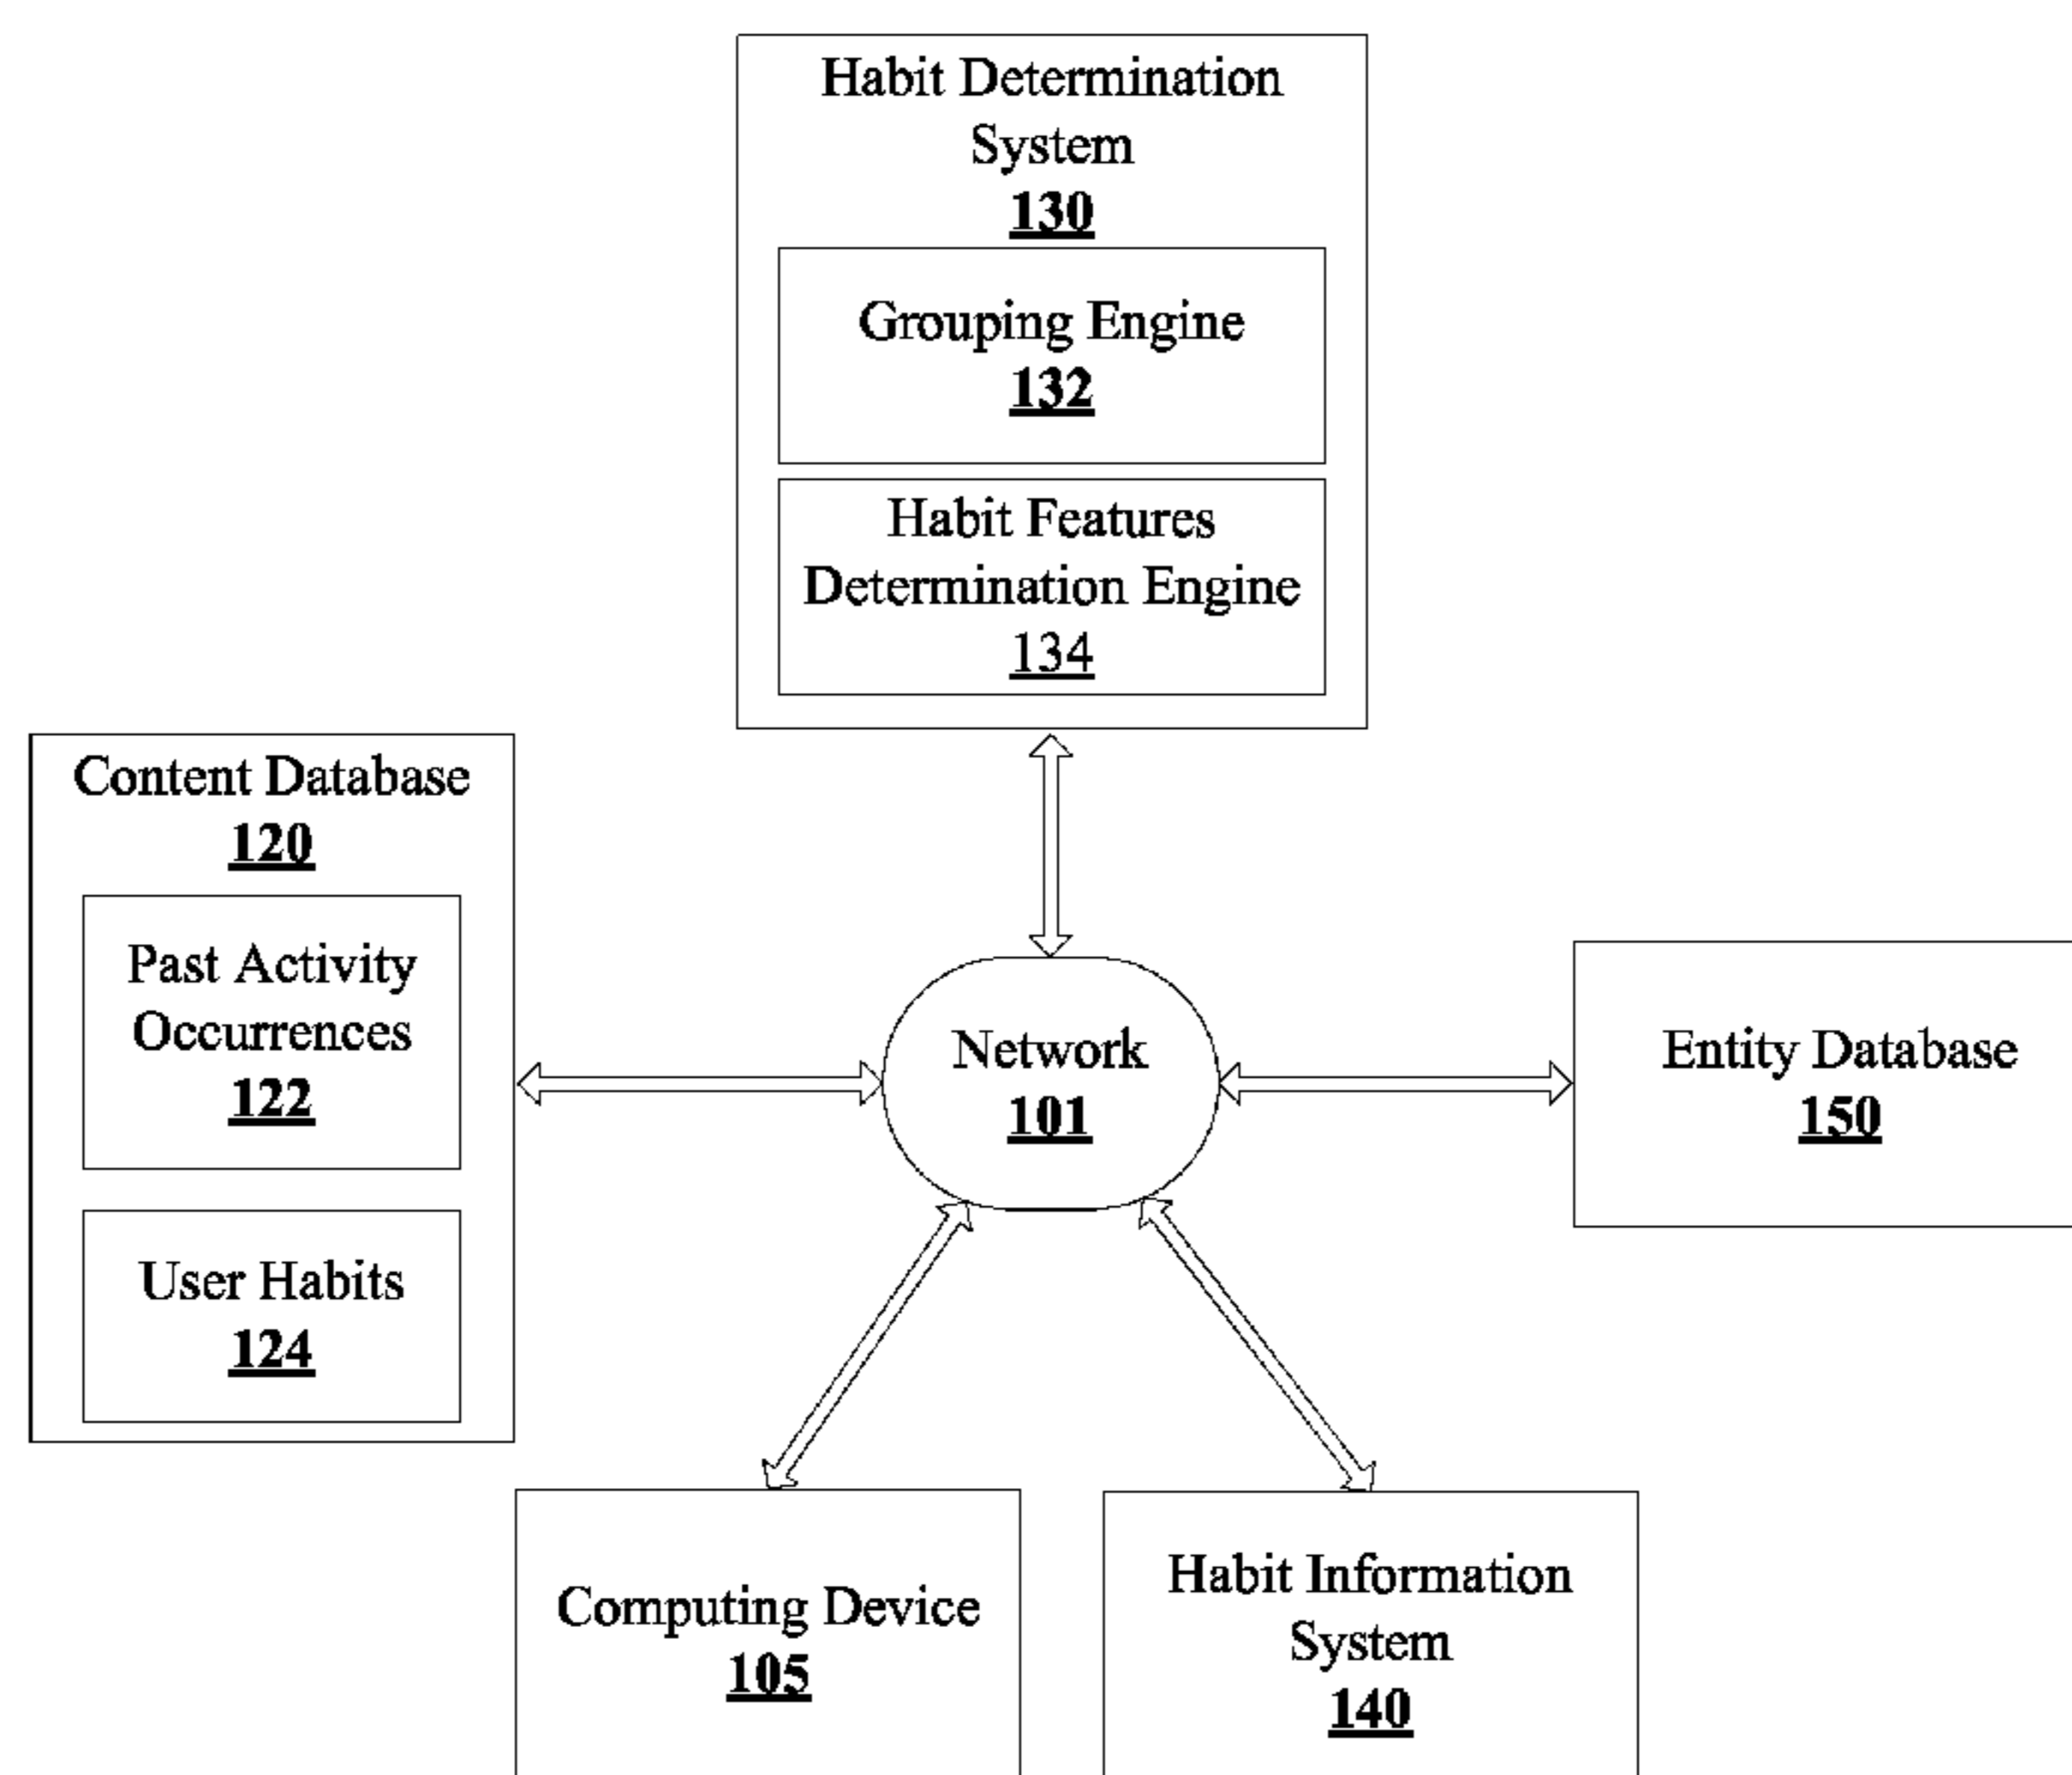 Habit Determination
System
130
Grouping Engine
132
Habit Features
Determination Engine
134
Content Database
120
Past Activity
Occurrences
122
User Habits
124
Network
101
Entity Database
150
Computing Device
105
Habit Information
System
140